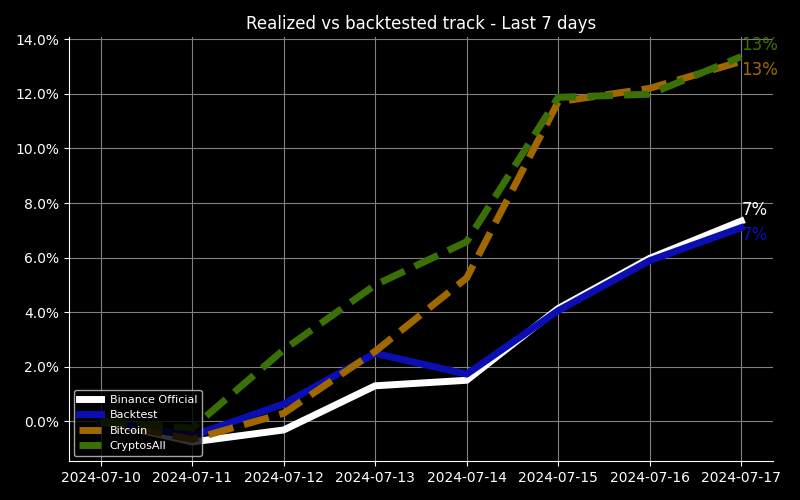 Realized vs backtested track - Last 7 days
14.0%
12.0%
10.0%
8.0%
6.0%
4.0%
2.0%
0.0%
13%
13%
7%
7%
Binance Official
Backtest
Bitcoin
CryptosAll
2024-07-10 2024-07-11 2024-07-12 2024-07-13 2024-07-14 2024-07-15 2024-07-16 2024-07-17